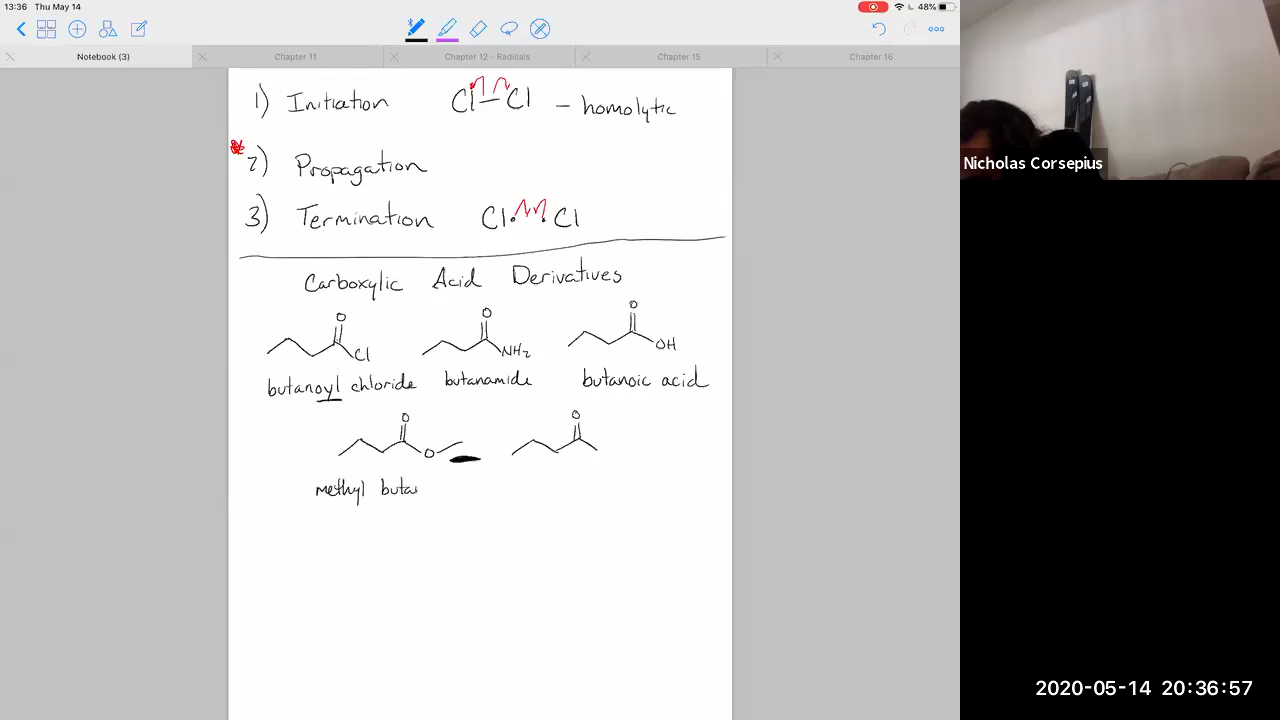 13:36 Thu May 14
48%
Notebook (3)
Chapter 11
Chapter 12 - Radicals
Chapter 15
Chapter 16
1) Initiation Cl—Cl — homolytic
2) Propagation
3) Termination Cl· ·Cl
Carboxylic Acid Derivatives
O O O
Cl NH2 OH
butanoyl chloride butanamide butanoic acid
O O
O
methyl buta
Nicholas Corsepius
2020-05-14 20:36:57